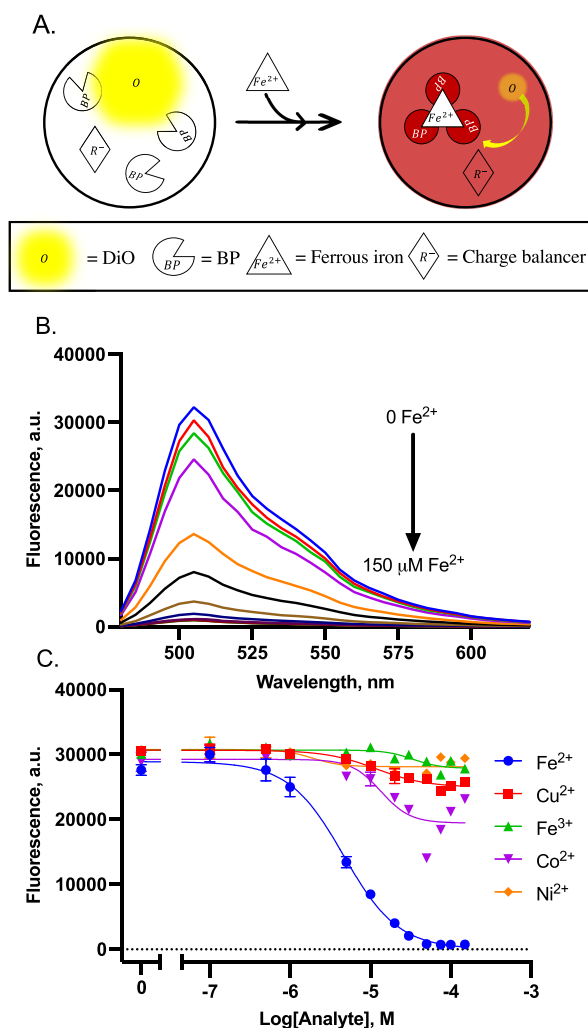 A.
BP
O
BP
R⁻
BP
Fe²⁺
BP
O
Fe²⁺
BP
BP
R⁻
O = DiO BP = BP Fe²⁺ = Ferrous iron R⁻ = Charge balancer
B.
40000
30000
20000
10000
0
Fluorescence, a.u.
0 Fe²⁺
150 μM Fe²⁺
500 525 550 575 600
Wavelength, nm
C.
40000
30000
20000
10000
0
Fluorescence, a.u.
Fe²⁺
Cu²⁺
Fe³⁺
Co²⁺
Ni²⁺
0 -7 -6 -5 -4 -3
Log[Analyte], M